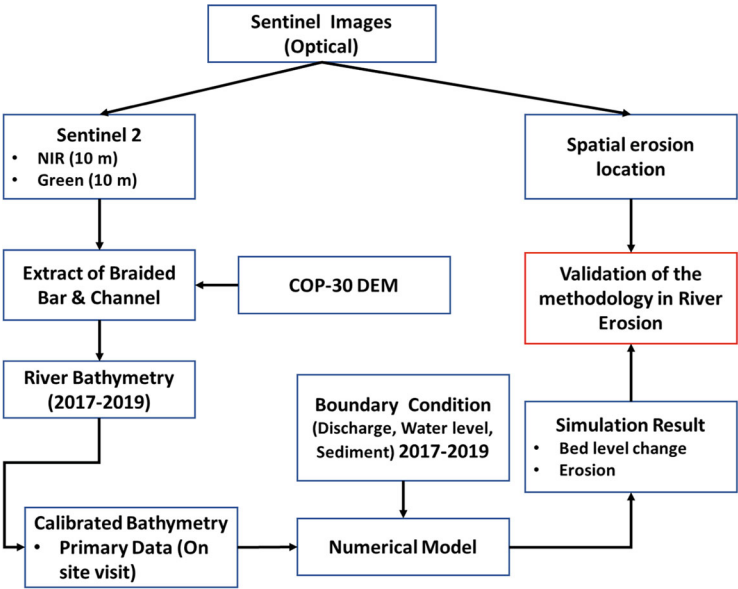 Sentinel Images
(Optical)
Sentinel 2
• NIR (10 m)
• Green (10 m)
Spatial erosion
location
Extract of Braided
Bar & Channel
COP-30 DEM
Validation of the
methodology in River
Erosion
River Bathymetry
(2017-2019)
Boundary Condition
(Discharge, Water level,
Sediment) 2017-2019
Simulation Result
• Bed level change
• Erosion
Calibrated Bathymetry
• Primary Data (On
site visit)
Numerical Model